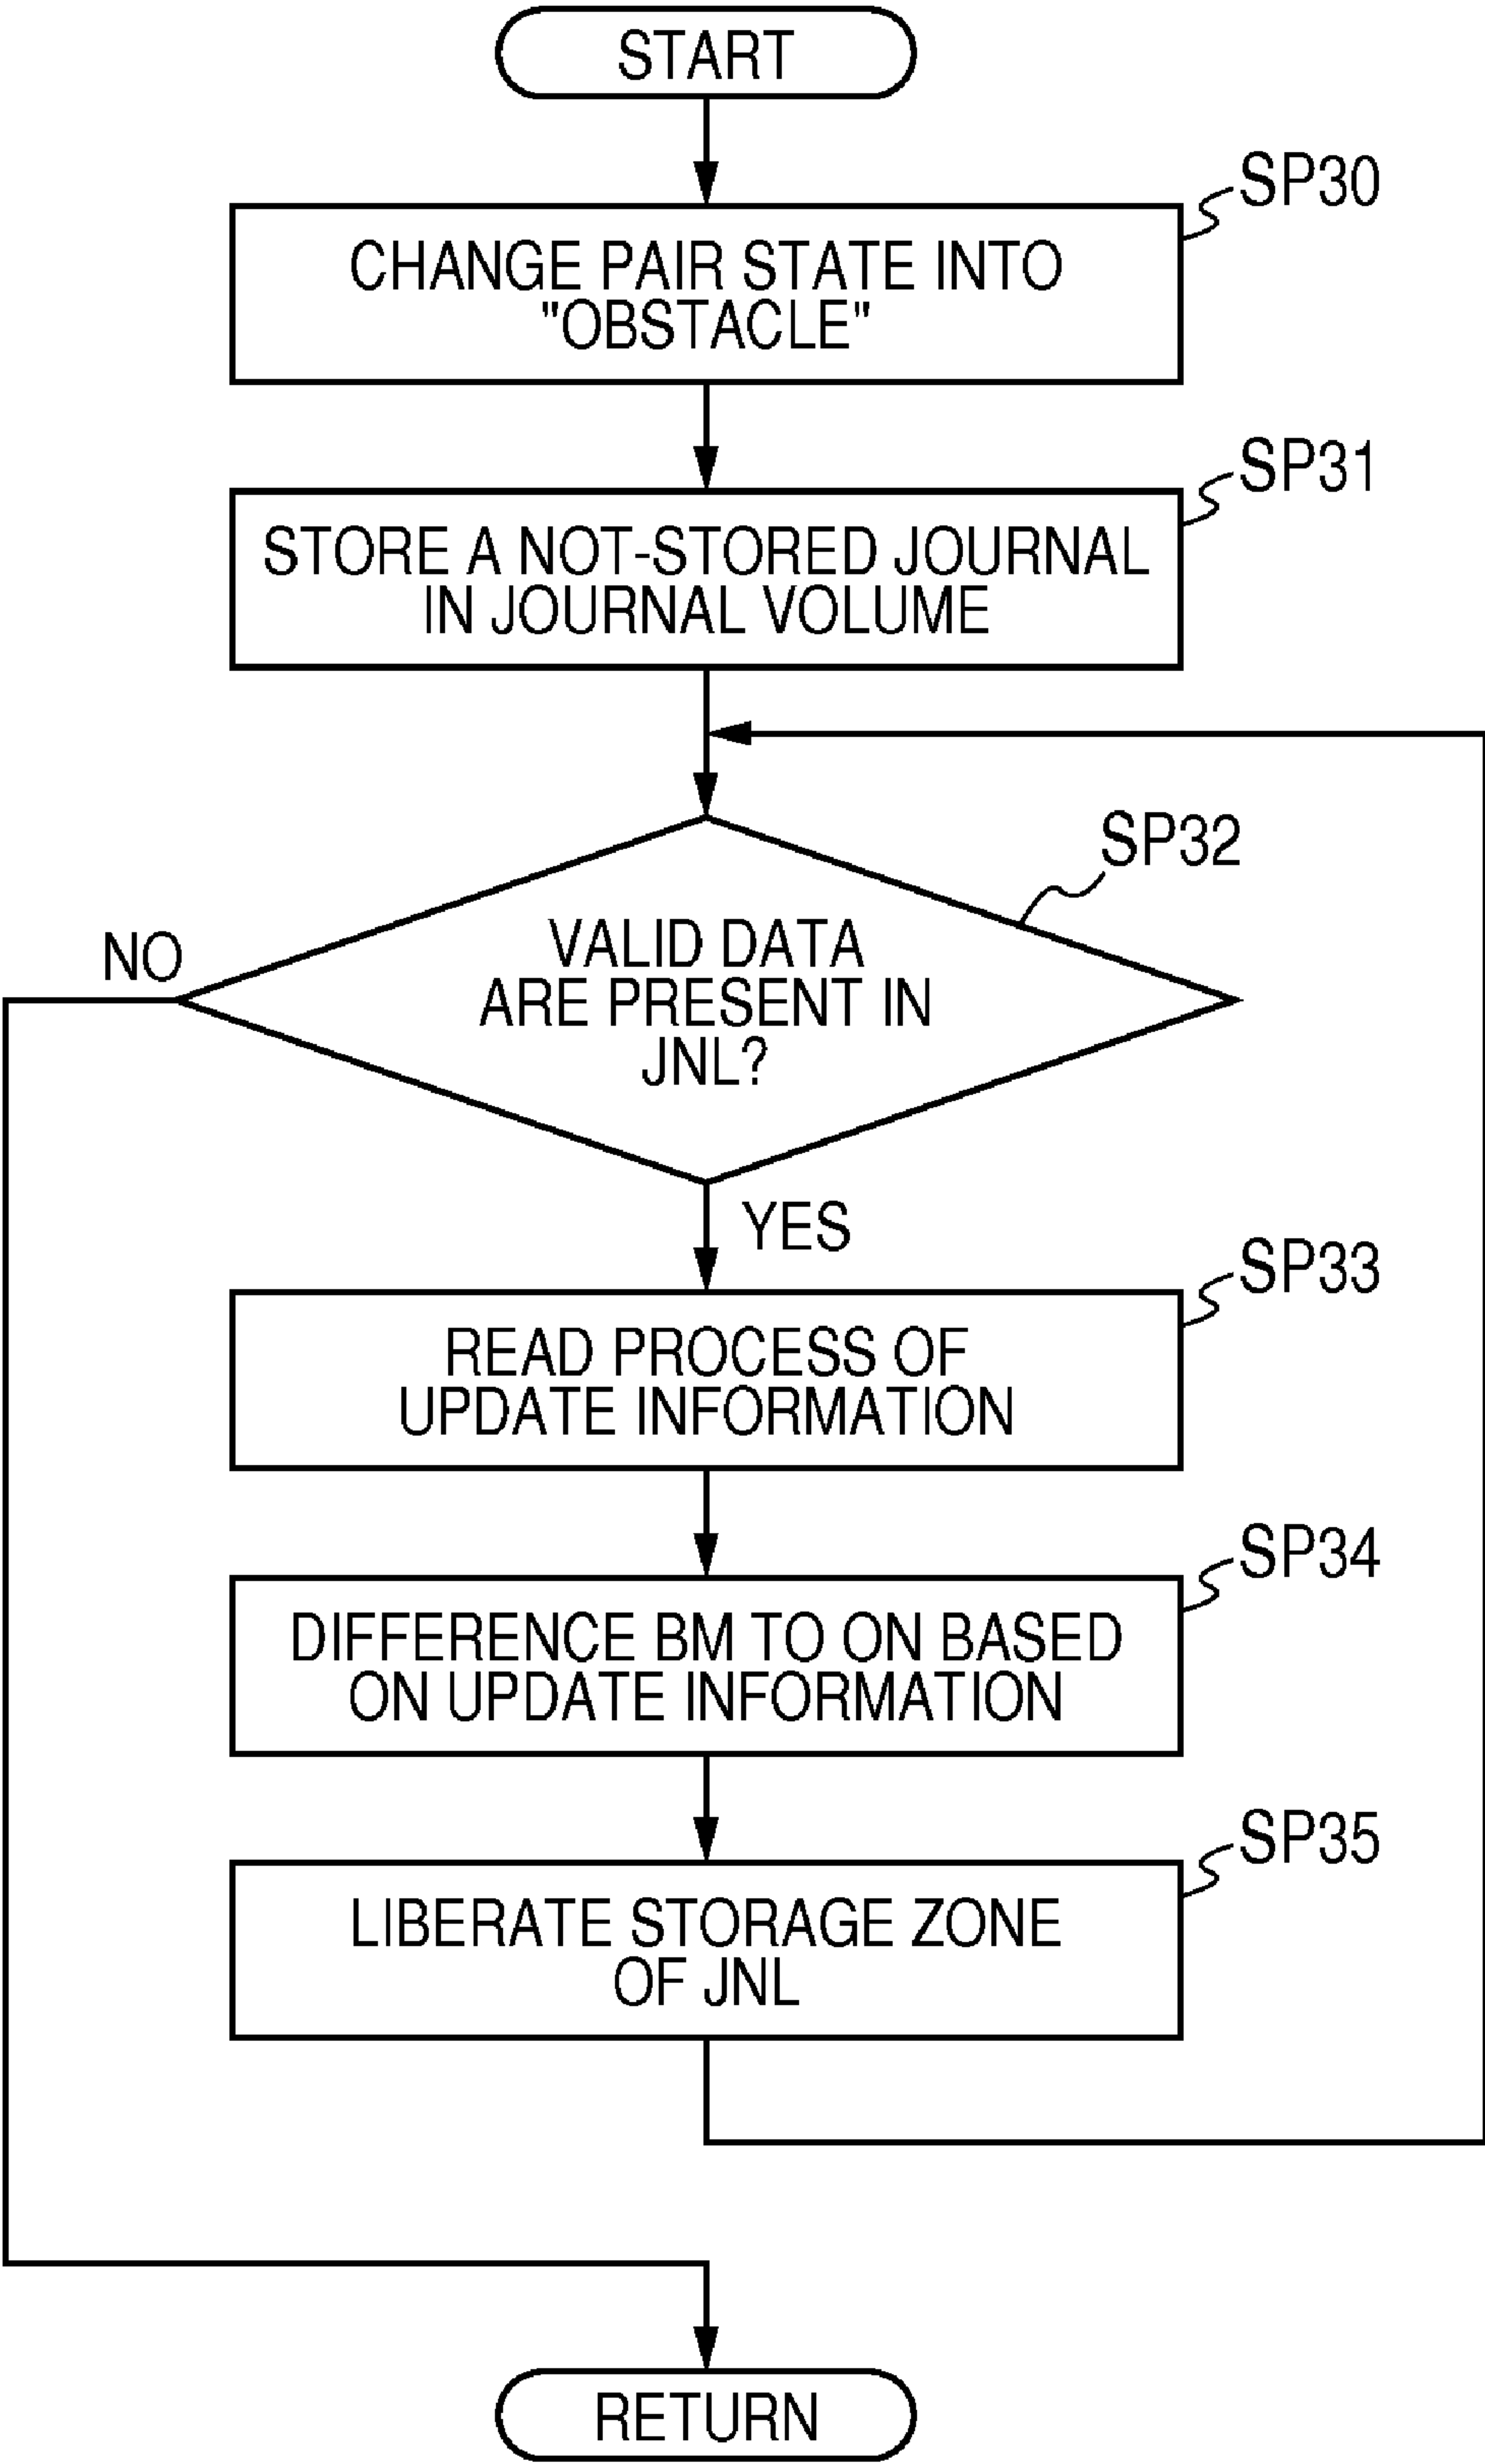 START
SP30
CHANGE PAIR STATE INTO
"OBSTACLE"
SP31
STORE A NOT-STORED JOURNAL
IN JOURNAL VOLUME
SP32
NO
VALID DATA
ARE PRESENT IN
JNL?
YES
SP33
READ PROCESS OF
UPDATE INFORMATION
SP34
DIFFERENCE BM TO ON BASED
ON UPDATE INFORMATION
SP35
LIBERATE STORAGE ZONE
OF JNL
RETURN